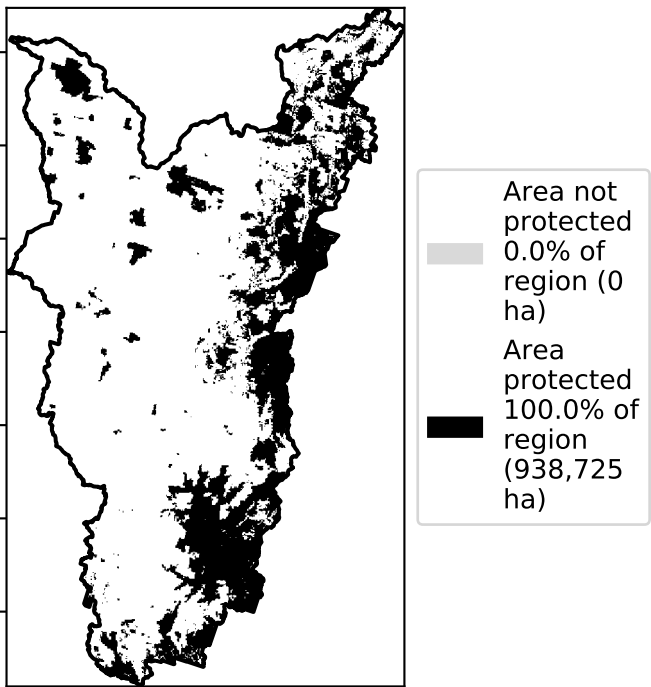 Area not
protected
0.0% of
region (0
ha)
Area
protected
100.0% of
region
(938,725
ha)